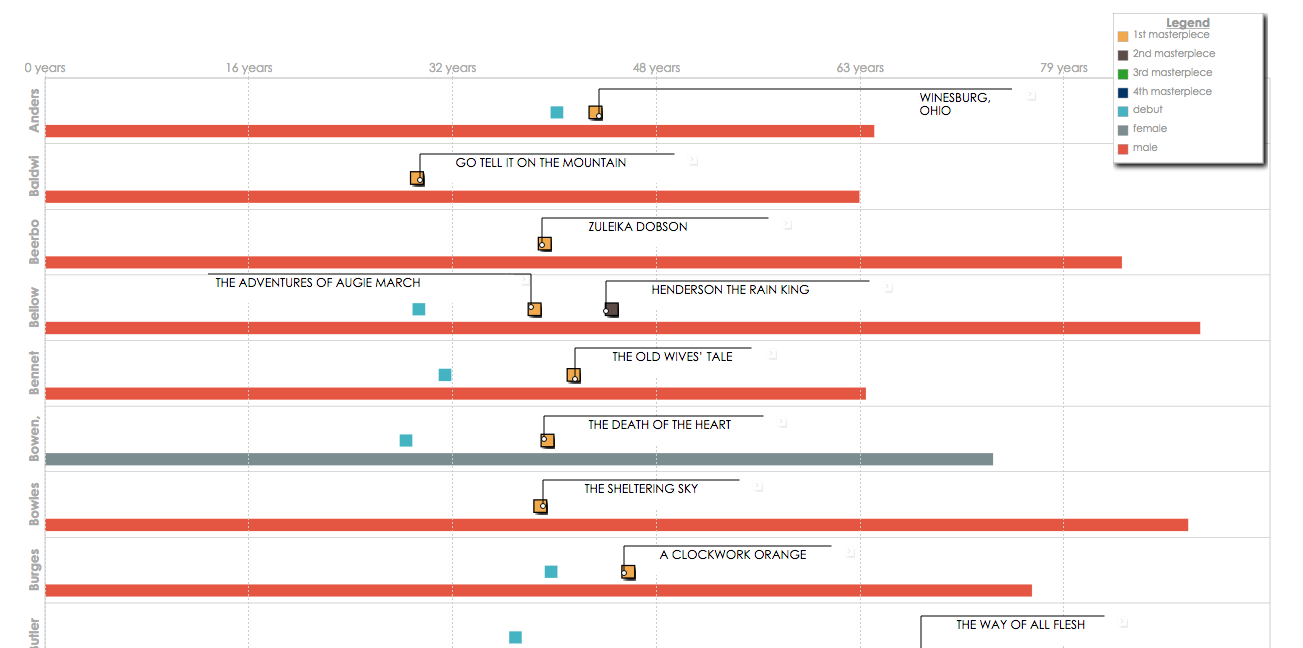 Legend
1st masterpiece
2nd masterpiece
3rd masterpiece
4th masterpiece
debut
female
male
0 years
16 years
32 years
48 years
63 years
79 years
Anders
WINESBURG,
OHIO
Baldwi
GO TELL IT ON THE MOUNTAIN
Beerbo
ZULEIKA DOBSON
Bellow
THE ADVENTURES OF AUGIE MARCH
HENDERSON THE RAIN KING
Bennet
THE OLD WIVES' TALE
Bowen,
THE DEATH OF THE HEART
Bowles
THE SHELTERING SKY
Burges
A CLOCKWORK ORANGE
Butler
THE WAY OF ALL FLESH